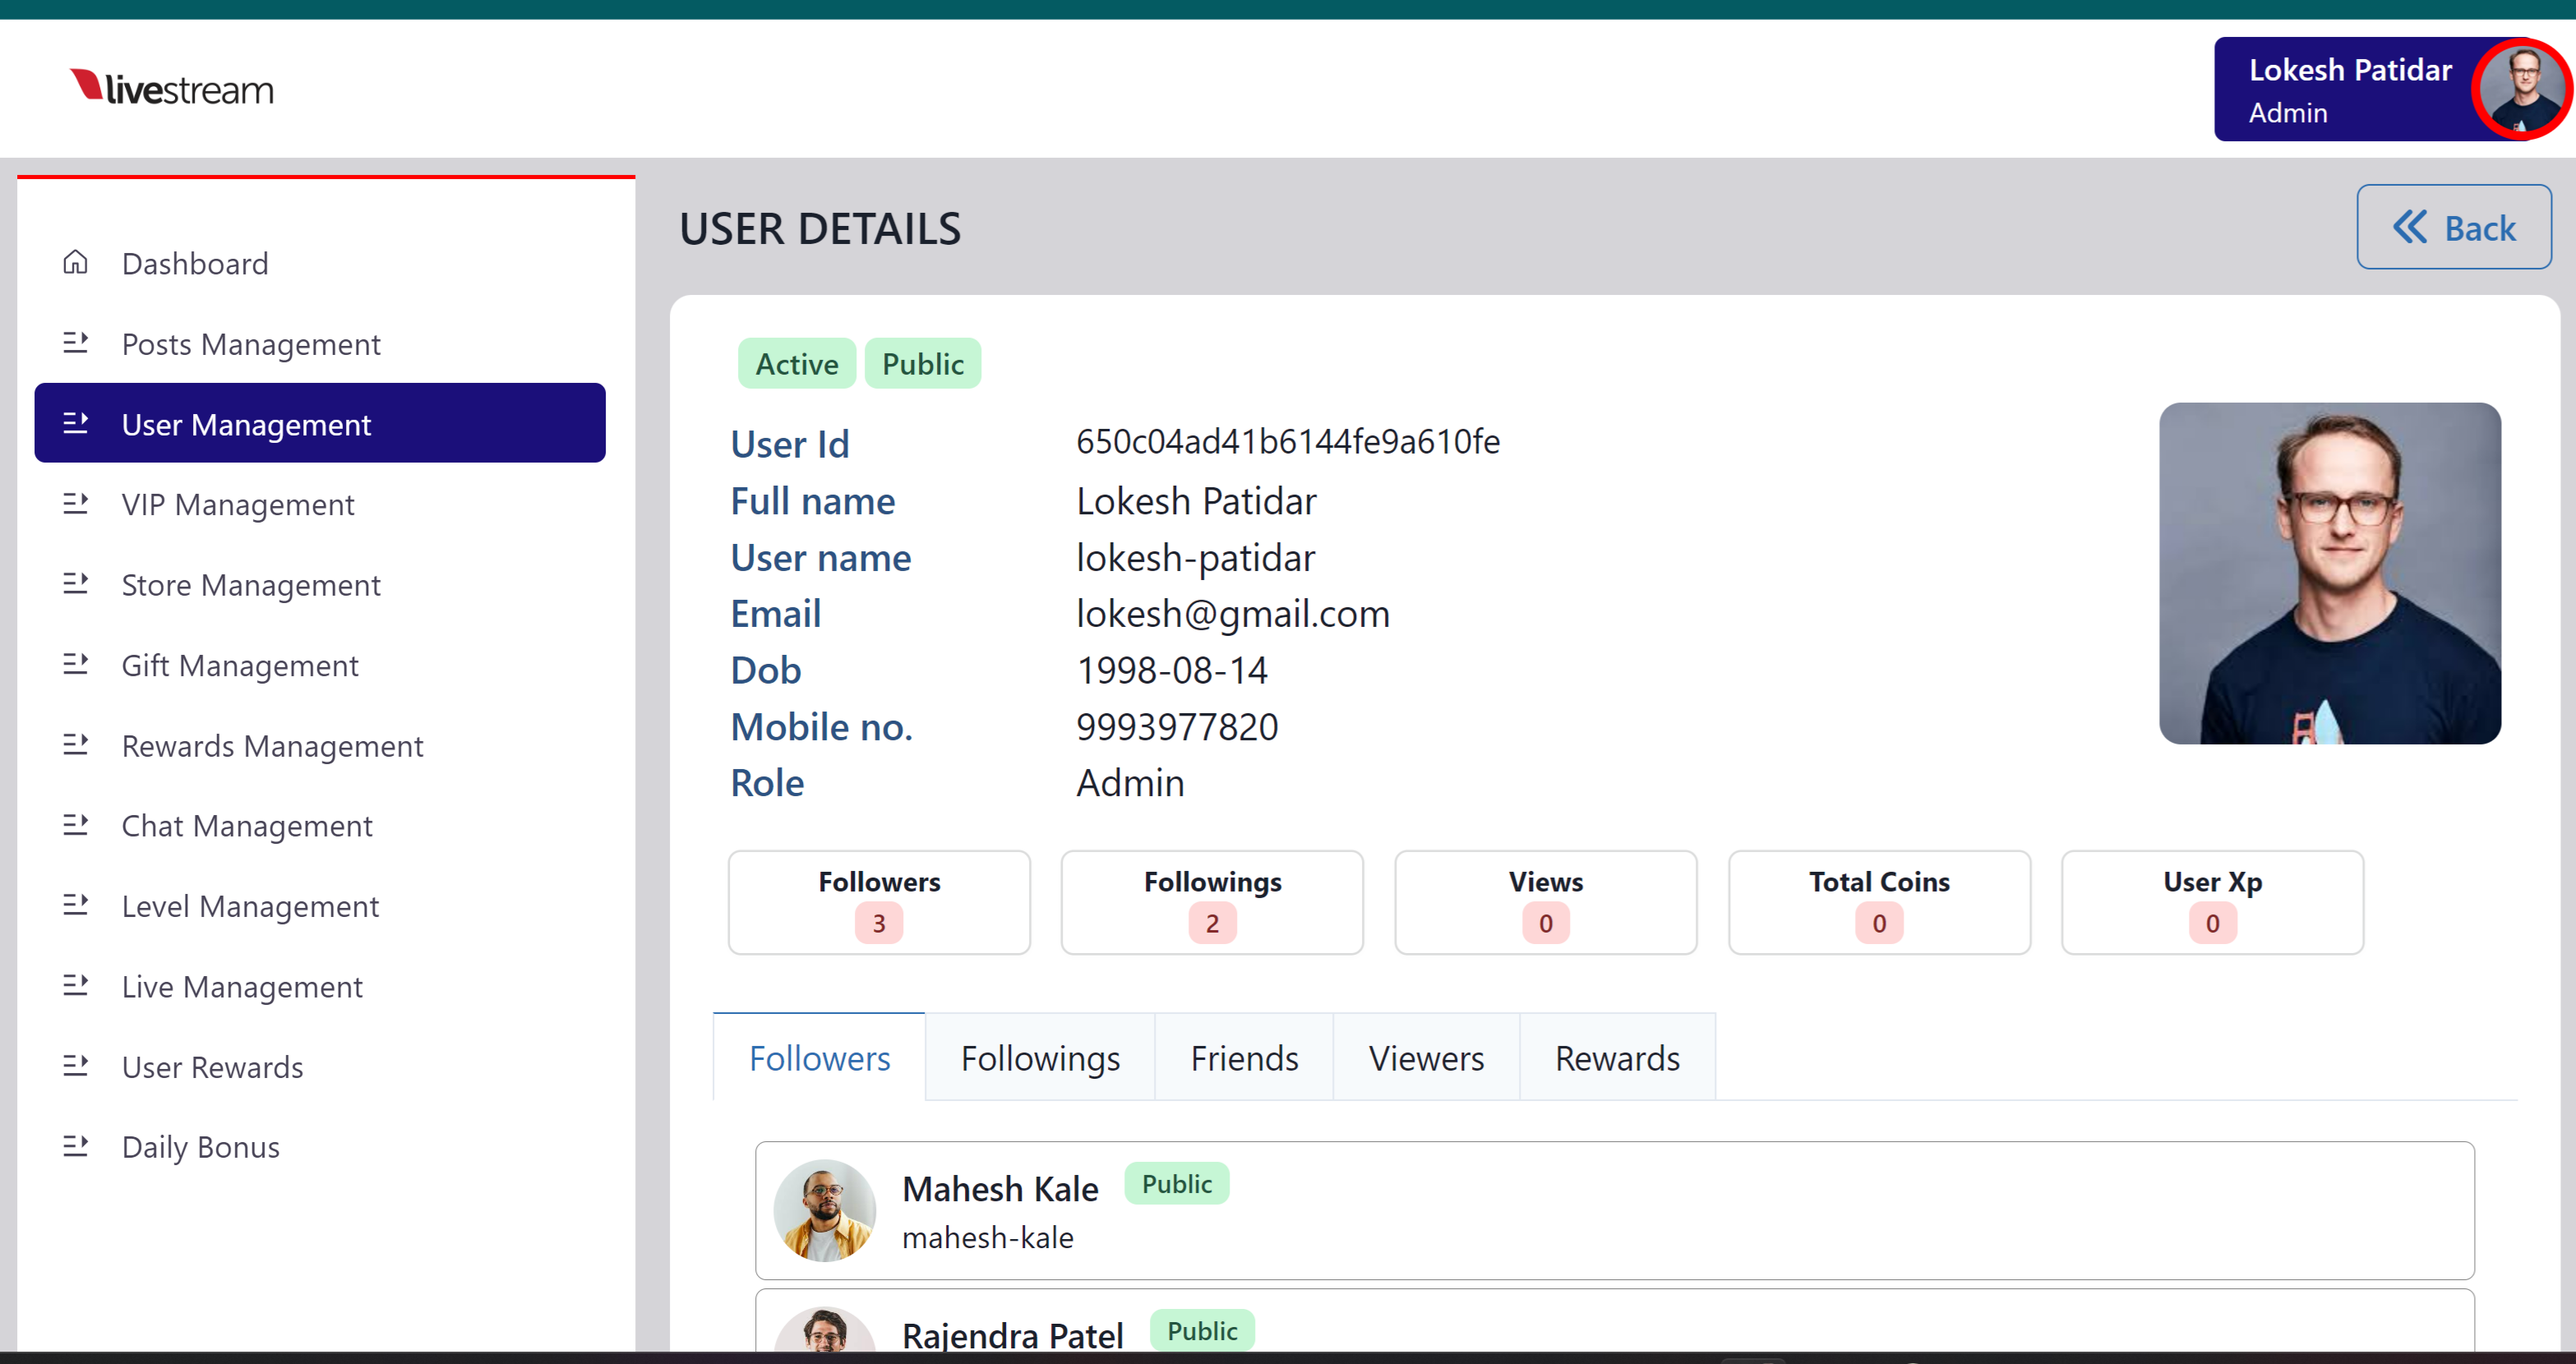 livestream
Lokesh Patidar
Admin
Dashboard
Posts Management
User Management
VIP Management
Store Management
Gift Management
Rewards Management
Chat Management
Level Management
Live Management
User Rewards
Daily Bonus
USER DETAILS
Back
Active Public
User Id 650c04ad41b6144fe9a610fe
Full name Lokesh Patidar
User name lokesh-patidar
Email lokesh@gmail.com
Dob 1998-08-14
Mobile no. 9993977820
Role Admin
Followers Followings Views Total Coins User Xp
3 2 0 0 0
Followers Followings Friends Viewers Rewards
Mahesh Kale Public
mahesh-kale
Rajendra Patel Public